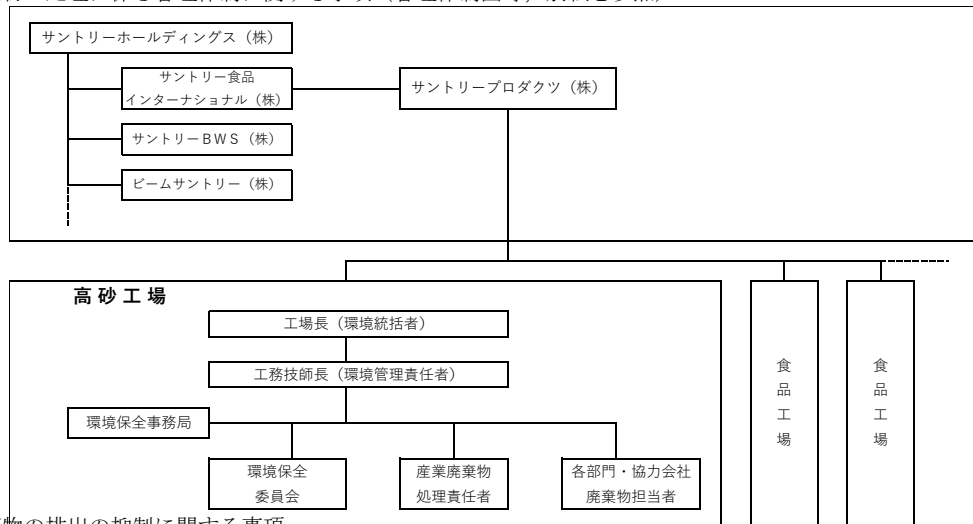 サントリーホールディングス（株）
サントリー食品
インターナショナル（株）
サントリープロダクツ（株）
サントリーＢＷＳ（株）
ビームサントリー（株）
高砂工場
工場長（環境統括者）
工務技師長（環境管理責任者）
環境保全事務局
環境保全
委員会
産業廃棄物
処理責任者
各部門・協力会社
廃棄物担当者
食品工場
食品工場
物の排出の抑制に関する事項